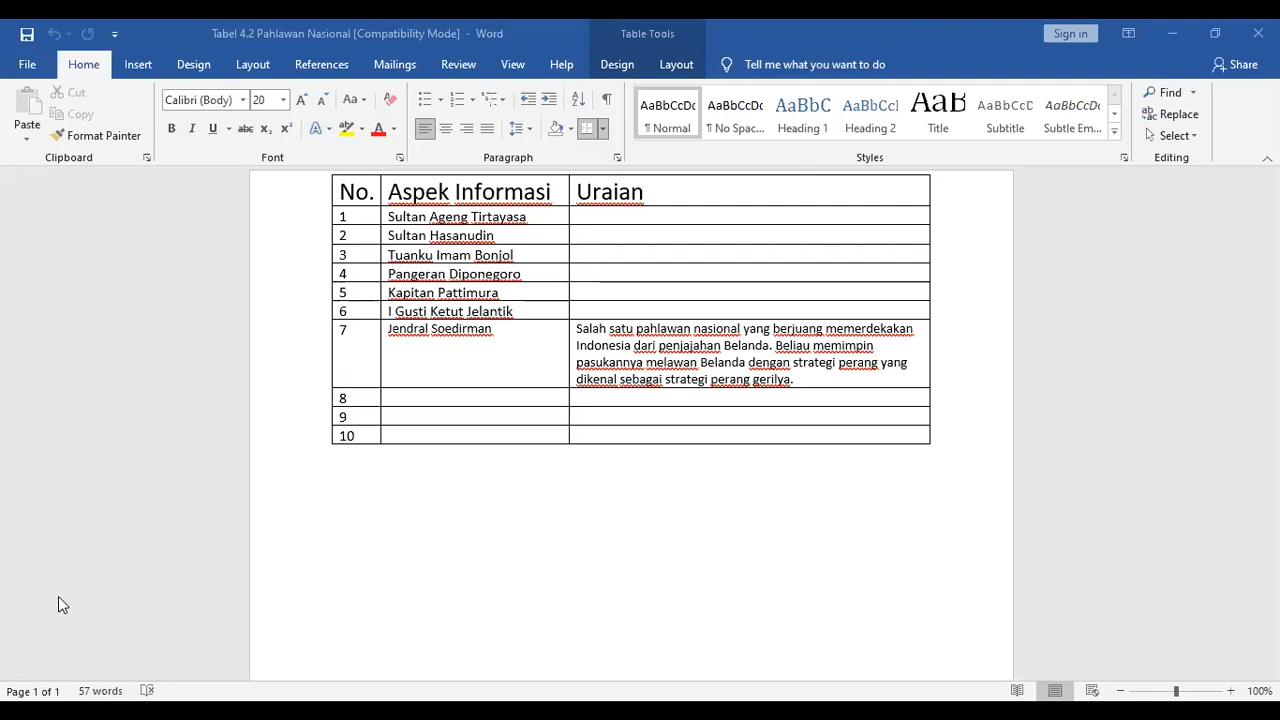 Tabel 4.2 Pahlawan Nasional [Compatibility Mode] - Word
Table Tools
Sign in
File Home Insert Design Layout References Mailings Review View Help Design Layout Tell me what you want to do Share
Paste
Cut
Copy
Format Painter
Clipboard
Calibri (Body) 20 A A Aa
B I U abc x₂ x² A A
Font
Paragraph
AaBbCcDc AaBbCcDc AaBbC AaBbCc AaB AaBbCcD AaBbCcDc
¶ Normal ¶ No Spac... Heading 1 Heading 2 Title Subtitle Subtle Em...
Styles
Find
Replace
Select
Editing
No. Aspek Informasi Uraian
1 Sultan Ageng Tirtayasa
2 Sultan Hasanudin
3 Tuanku Imam Bonjol
4 Pangeran Diponegoro
5 Kapitan Pattimura
6 I Gusti Ketut Jelantik
7 Jendral Soedirman Salah satu pahlawan nasional yang berjuang memerdekakan
Indonesia dari penjajahan Belanda. Beliau memimpin
pasukannya melawan Belanda dengan strategi perang yang
dikenal sebagai strategi perang gerilya.
8
9
10
Page 1 of 1 57 words 100%